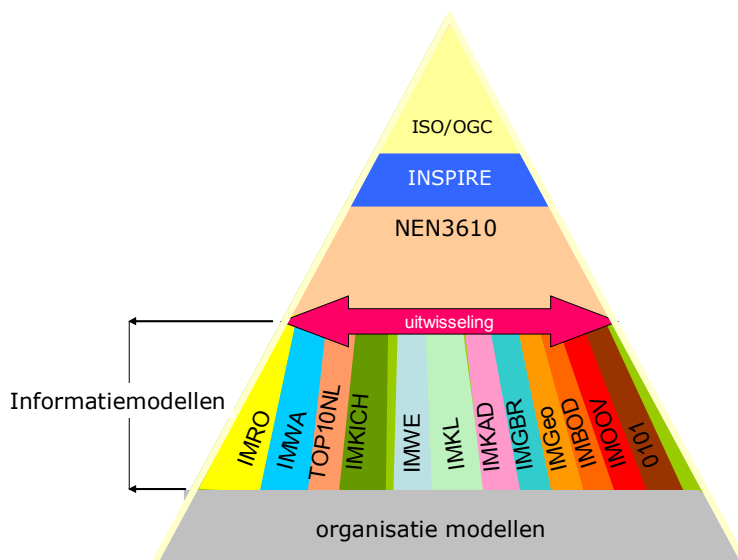 ISO/OGC
INSPIRE
NEN3610
uitwisseling
Informatiemodellen
IMRO
IMWA
TOP10NL
IMKICH
IMWE
IMKL
IMKAD
IMGBR
IMGeo
IMBOD
IMOOV
0101
organisatie modellen